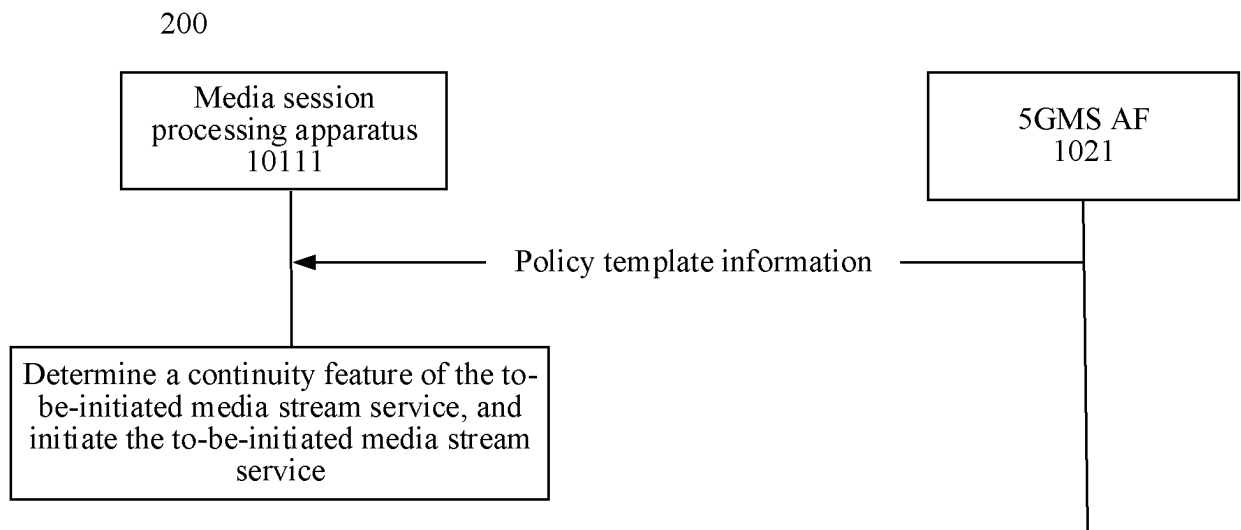 200
Media session
processing apparatus
10111
5GMS AF
1021
Policy template information
Determine a continuity feature of the to-
be-initiated media stream service, and
initiate the to-be-initiated media stream
service